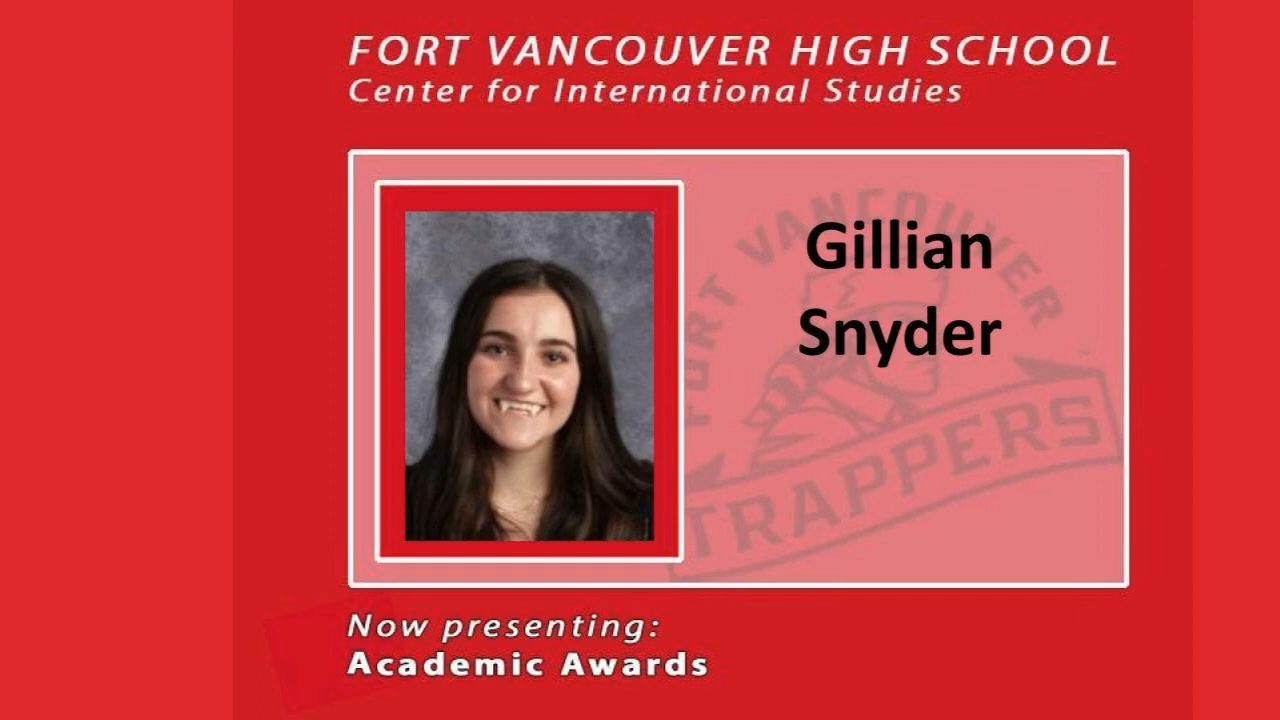 FORT VANCOUVER HIGH SCHOOL
Center for International Studies
Gillian
Snyder
FORT VANCOUVER
TRAPPERS
Now presenting:
Academic Awards